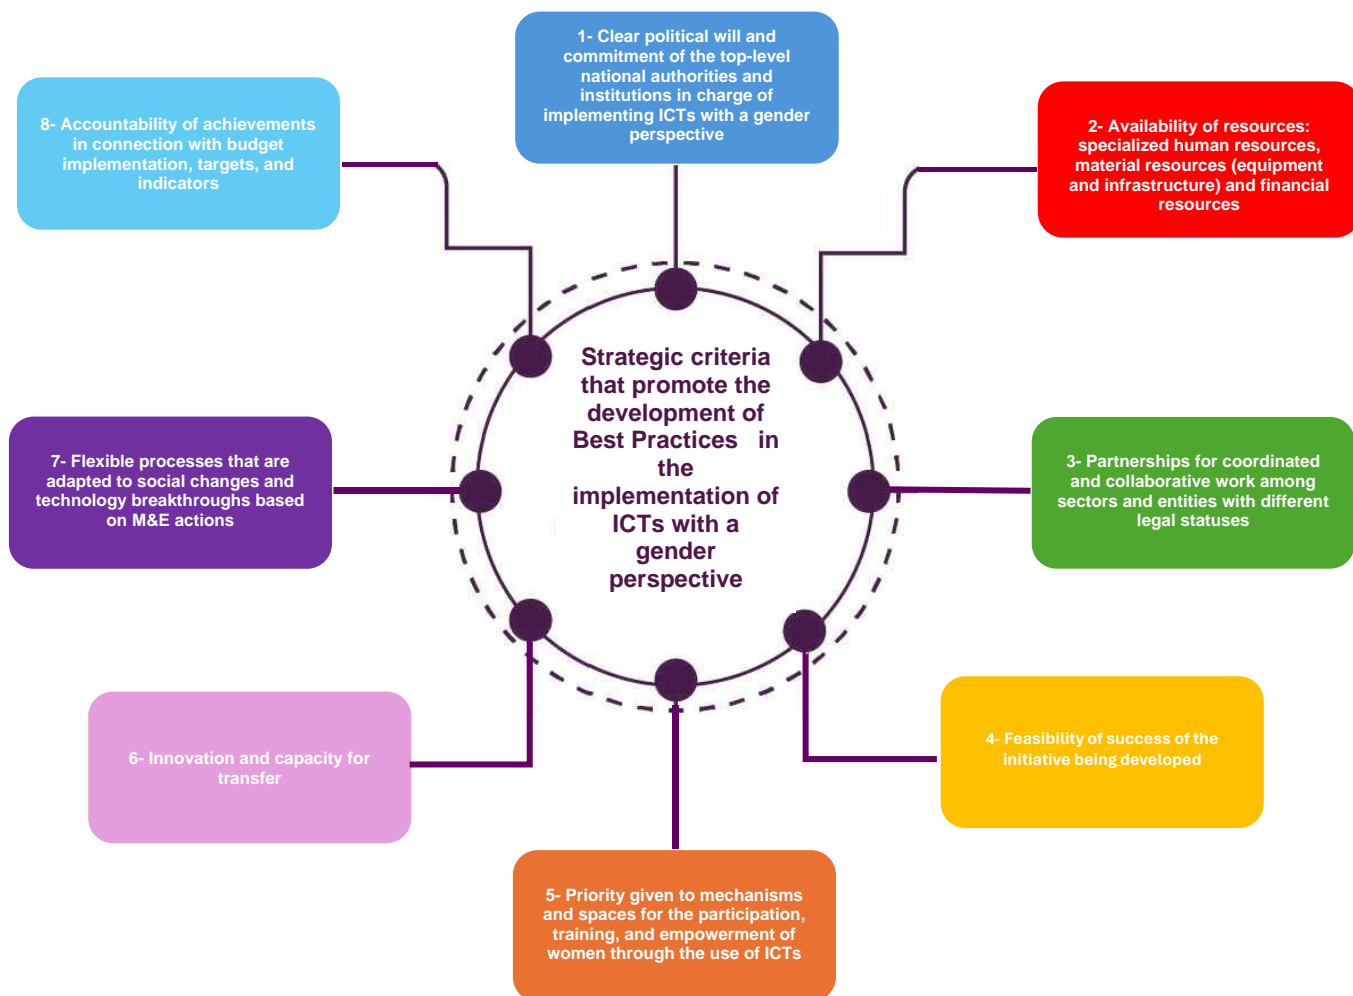 1- Clear political will and
commitment of the top-level
national authorities and
institutions in charge of
implementing ICTs with a gender
perspective
2- Availability of resources:
specialized human resources,
material resources (equipment
and infrastructure) and financial
resources
3- Partnerships for coordinated
and collaborative work among
sectors and entities with different
legal statuses
4- Feasibility of success of the
initiative being developed
5- Priority given to mechanisms
and spaces for the participation,
training, and empowerment of
women through the use of ICTs
6- Innovation and capacity for
transfer
7- Flexible processes that are
adapted to social changes and
technology breakthroughs based
on M&E actions
8- Accountability of achievements
in connection with budget
implementation, targets, and
indicators
Strategic criteria
that promote the
development of
Best Practices in
the
implementation of
ICTs with a
gender
perspective